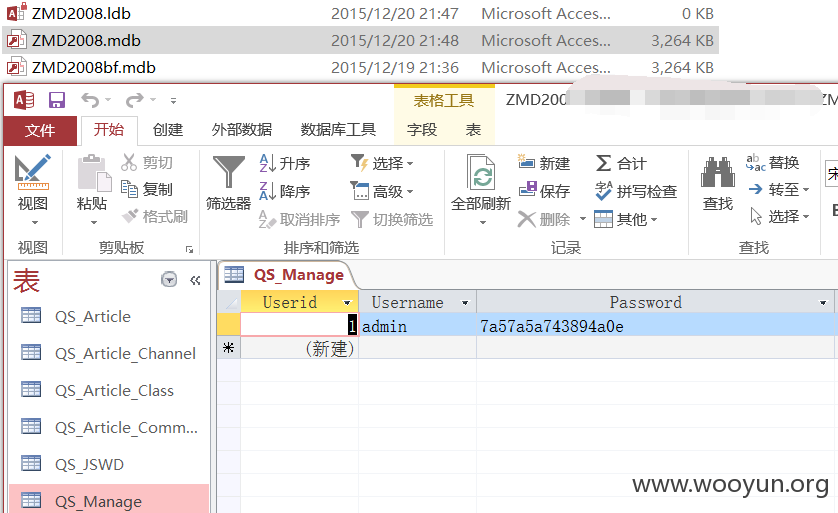 ZMD2008.ldb 2015/12/20 21:47 Microsoft Acces... 0 KB
ZMD2008.mdb 2015/12/20 21:48 Microsoft Acces... 3,264 KB
ZMD2008bf.mdb 2015/12/19 21:36 Microsoft Acces... 3,264 KB
表格工具
文件 开始 创建 外部数据 数据库工具 字段 表
视图 粘贴 剪切 复制 格式刷 筛选器 升序 降序 取消排序 选择 高级 切换筛选 全部刷新 新建 保存 删除 合计 拼写检查 其他 查找 替换 转至 选择
视图 剪贴板 排序和筛选 记录 查找
表
QS_Article
QS_Article_Channel
QS_Article_Class
QS_Article_Comm...
QS_JSWD
QS_Manage
QS_Manage
Userid Username Password
1 admin 7a57a5a743894a0e
(新建)
www.wooyun.org